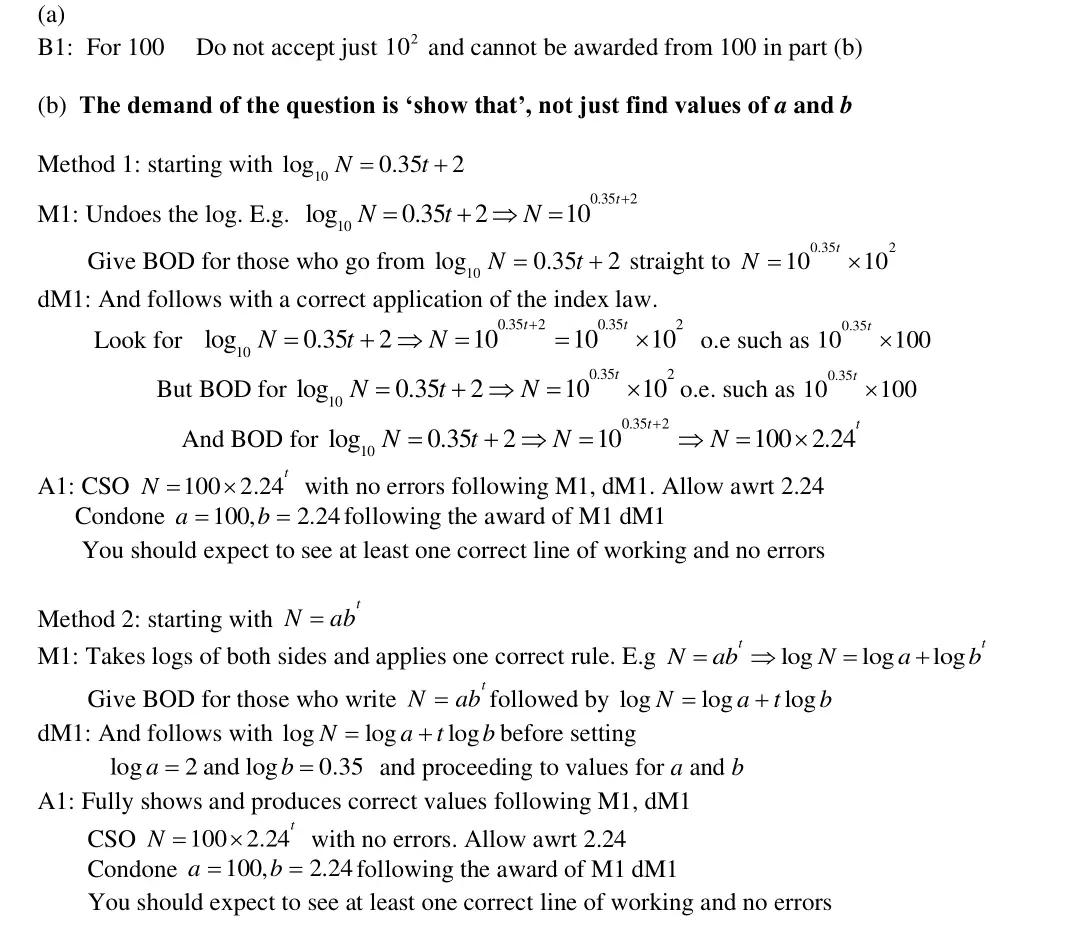 (a)
B1: For 100 Do not accept just 10² and cannot be awarded from 100 in part (b)
(b) The demand of the question is ‘show that’, not just find values of a and b
Method 1: starting with log₁₀ N = 0.35t + 2
M1: Undoes the log. E.g. log₁₀ N = 0.35t + 2 ⇒ N = 10^(0.35t+2)
Give BOD for those who go from log₁₀ N = 0.35t + 2 straight to N = 10^(0.35t) × 10²
dM1: And follows with a correct application of the index law.
Look for log₁₀ N = 0.35t + 2 ⇒ N = 10^(0.35t+2) = 10^(0.35t) × 10² o.e such as 10^(0.35t) × 100
But BOD for log₁₀ N = 0.35t + 2 ⇒ N = 10^(0.35t) × 10² o.e. such as 10^(0.35t) × 100
And BOD for log₁₀ N = 0.35t + 2 ⇒ N = 10^(0.35t+2) ⇒ N = 100 × 2.24^t
A1: CSO N = 100 × 2.24^t with no errors following M1, dM1. Allow awrt 2.24
Condone a = 100, b = 2.24 following the award of M1 dM1
You should expect to see at least one correct line of working and no errors
Method 2: starting with N = ab^t
M1: Takes logs of both sides and applies one correct rule. E.g N = ab^t ⇒ log N = log a + log b^t
Give BOD for those who write N = ab^t followed by log N = log a + t log b
dM1: And follows with log N = log a + t log b before setting
log a = 2 and log b = 0.35 and proceeding to values for a and b
A1: Fully shows and produces correct values following M1, dM1
CSO N = 100 × 2.24^t with no errors. Allow awrt 2.24
Condone a = 100, b = 2.24 following the award of M1 dM1
You should expect to see at least one correct line of working and no errors